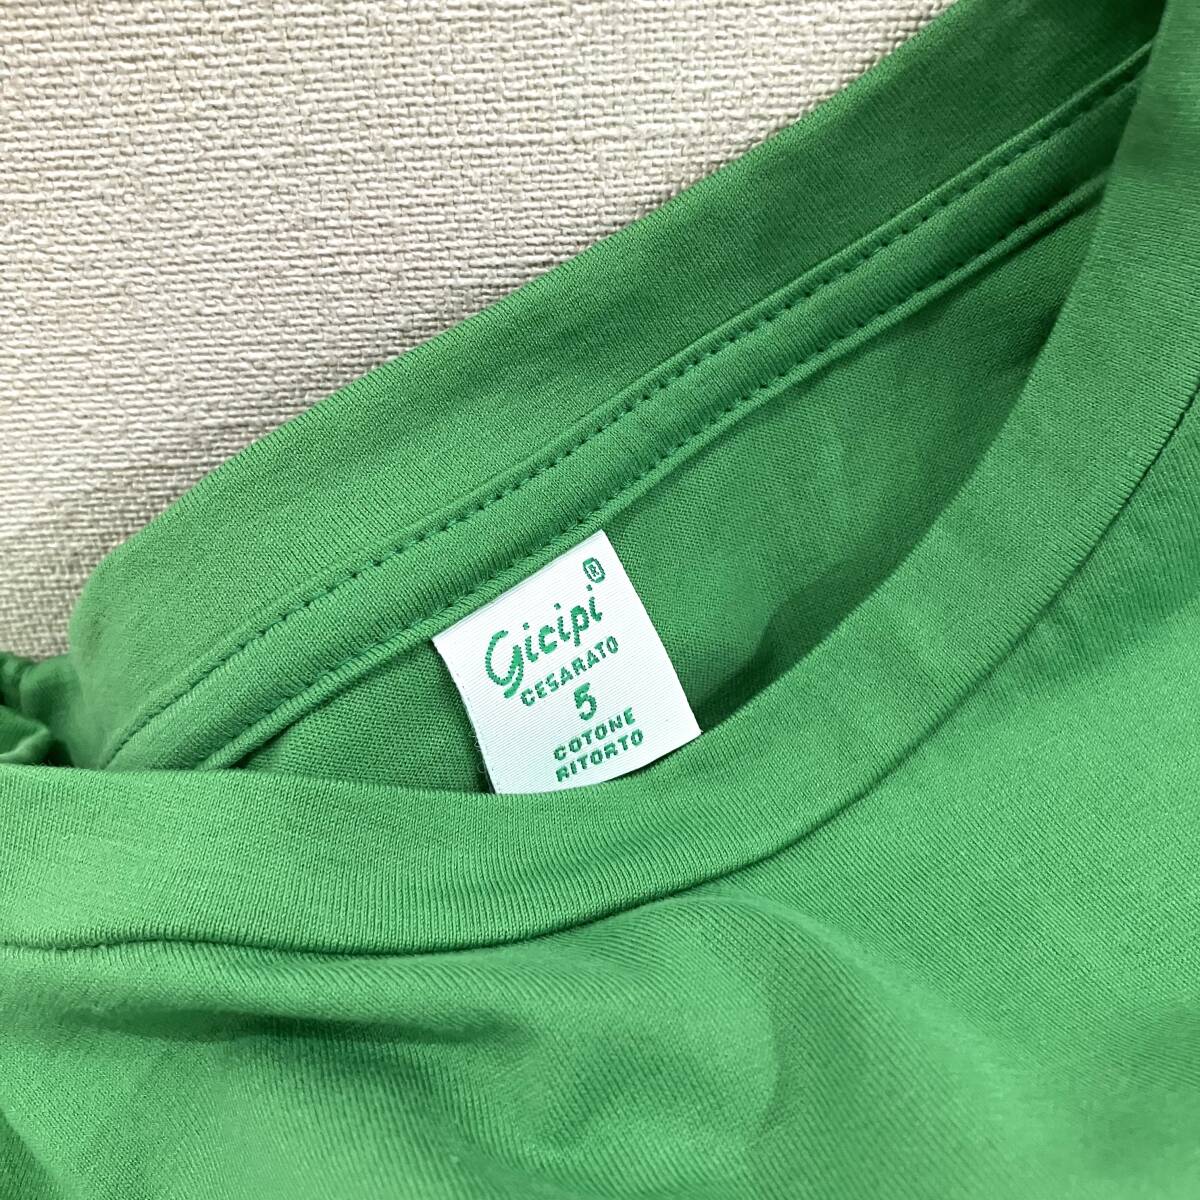 Gicipi®
CESARATO
5
COTONE
RITORTO